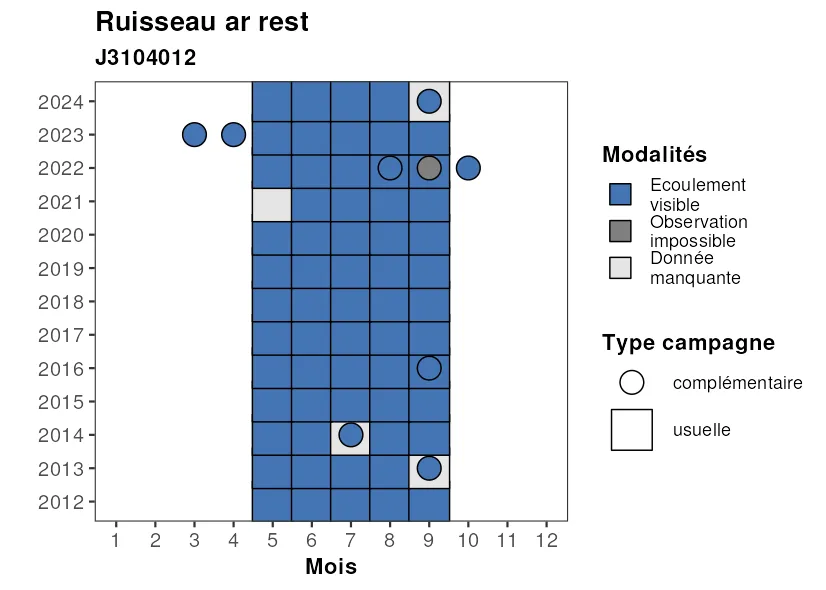 Ruisseau ar rest
J3104012
2024
2023
2022
2021
2020
2019
2018
2017
2016
2015
2014
2013
2012
1 2 3 4 5 6 7 8 9 10 11 12
Mois
Modalités
Ecoulement
visible
Observation
impossible
Donnée
manquante
Type campagne
complémentaire
usuelle